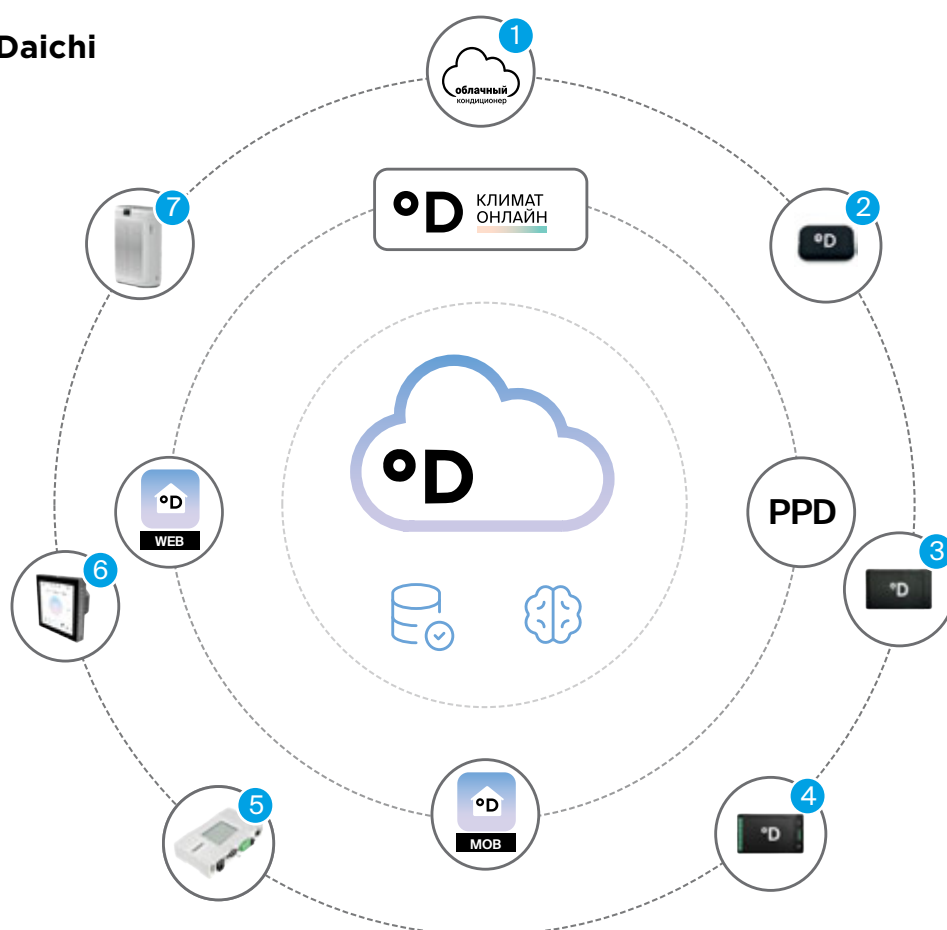 Daichi
1
облачный
кондиционер
°D
КЛИМАТ
ОНЛАЙН
7
2
°D
°D
°D
WEB
PPD
3
°D
6
°D
MOB
5
4
°D